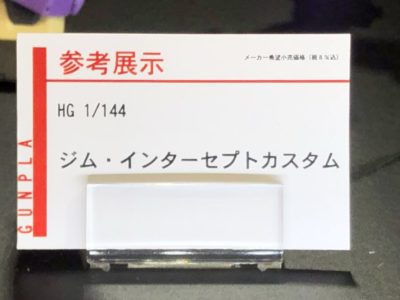 参考展示
メーカー希望小売価格（税8％込）
HG 1/144
ジム・インターセプトカスタム
GUNPLA